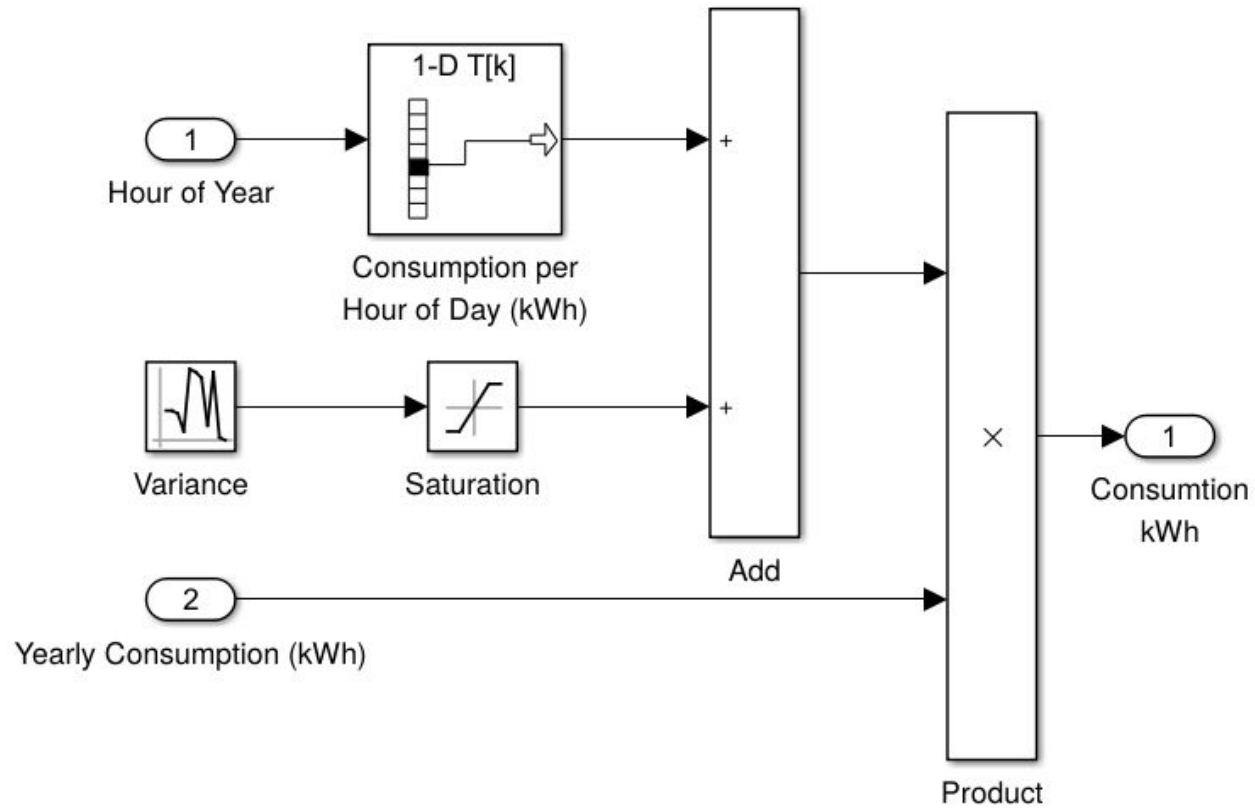 1-D T[k]
1
Hour of Year
+
Consumption per
Hour of Day (kWh)
Variance
Saturation
+
Add
2
Yearly Consumption (kWh)
×
Product
1
Consumtion
kWh